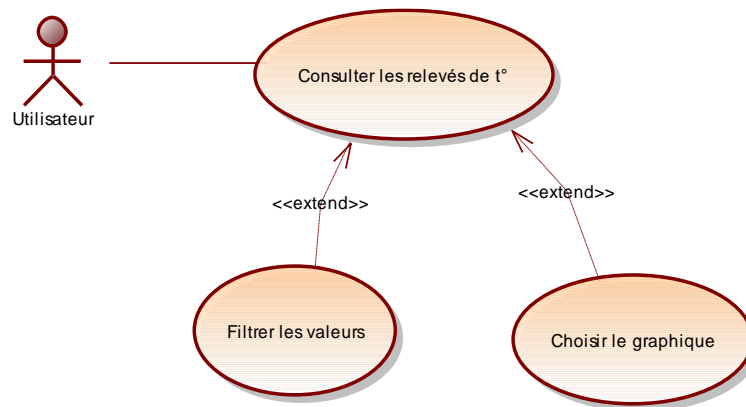 Consulter les relevés de t°
Utilisateur
<<extend>>
<<extend>>
Filtrer les valeurs
Choisir le graphique